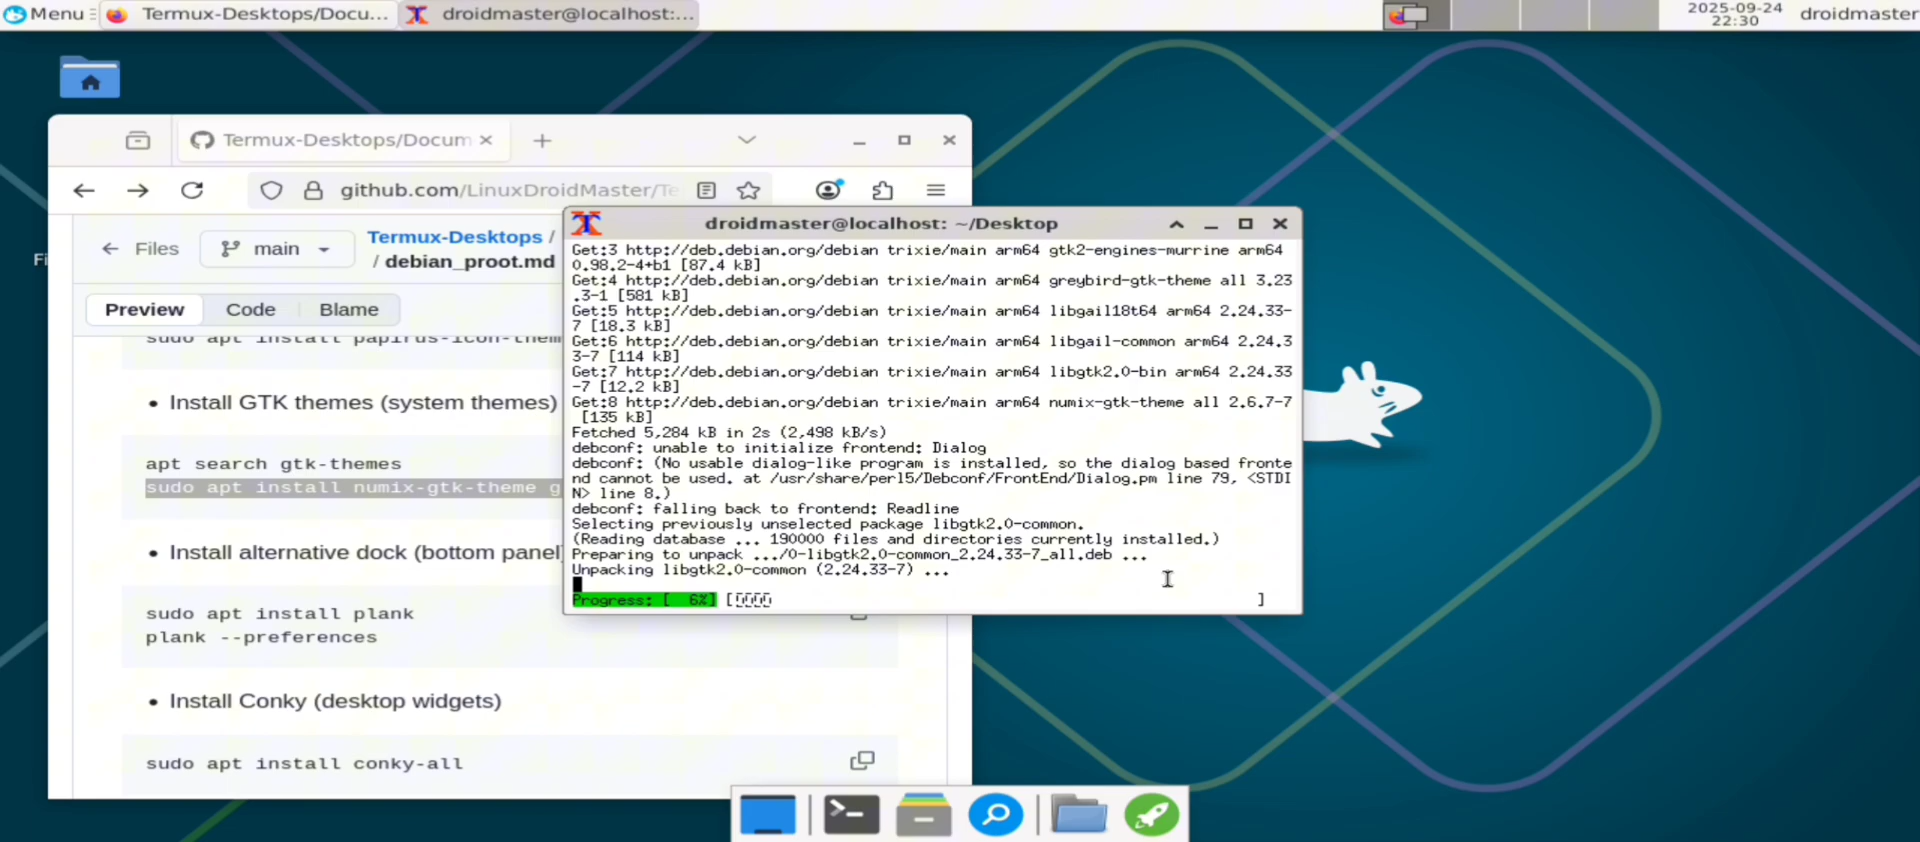 Menu
Termux-Desktops/Docu...
droidmaster@localhost:...
2025-09-24
22:30
droidmaster
Fi
Termux-Desktops/Docum
github.com/LinuxDroidMaster/Te
Files
main
Termux-Desktops /
/ debian_proot.md
Preview
Code
Blame
sudo apt install papirus-icon-them
• Install GTK themes (system themes)
apt search gtk-themes
sudo apt install numix-gtk-theme g
• Install alternative dock (bottom panel
sudo apt install plank
plank --preferences
• Install Conky (desktop widgets)
sudo apt install conky-all
droidmaster@localhost: ~/Desktop
Get:3 http://deb.debian.org/debian trixie/main arm64 gtk2-engines-murrine arm64
0.98.2-4+b1 [87.4 kB]
Get:4 http://deb.debian.org/debian trixie/main arm64 greybird-gtk-theme all 3.23
.3-1 [581 kB]
Get:5 http://deb.debian.org/debian trixie/main arm64 libgail18t64 arm64 2.24.33-
7 [18.3 kB]
Get:6 http://deb.debian.org/debian trixie/main arm64 libgail-common arm64 2.24.3
3-7 [114 kB]
Get:7 http://deb.debian.org/debian trixie/main arm64 libgtk2.0-bin arm64 2.24.33
-7 [12.2 kB]
Get:8 http://deb.debian.org/debian trixie/main arm64 numix-gtk-theme all 2.6.7-7
[135 kB]
Fetched 5,284 kB in 2s (2,498 kB/s)
debconf: unable to initialize frontend: Dialog
debconf: (No usable dialog-like program is installed, so the dialog based fronte
nd cannot be used. at /usr/share/perl5/Debconf/FrontEnd/Dialog.pm line 79, <STDI
N> line 8.)
debconf: falling back to frontend: Readline
Selecting previously unselected package libgtk2.0-common.
(Reading database ... 190000 files and directories currently installed.)
Preparing to unpack .../0-libgtk2.0-common_2.24.33-7_all.deb ...
Unpacking libgtk2.0-common (2.24.33-7) ...
Progress: [  6%] [ ]